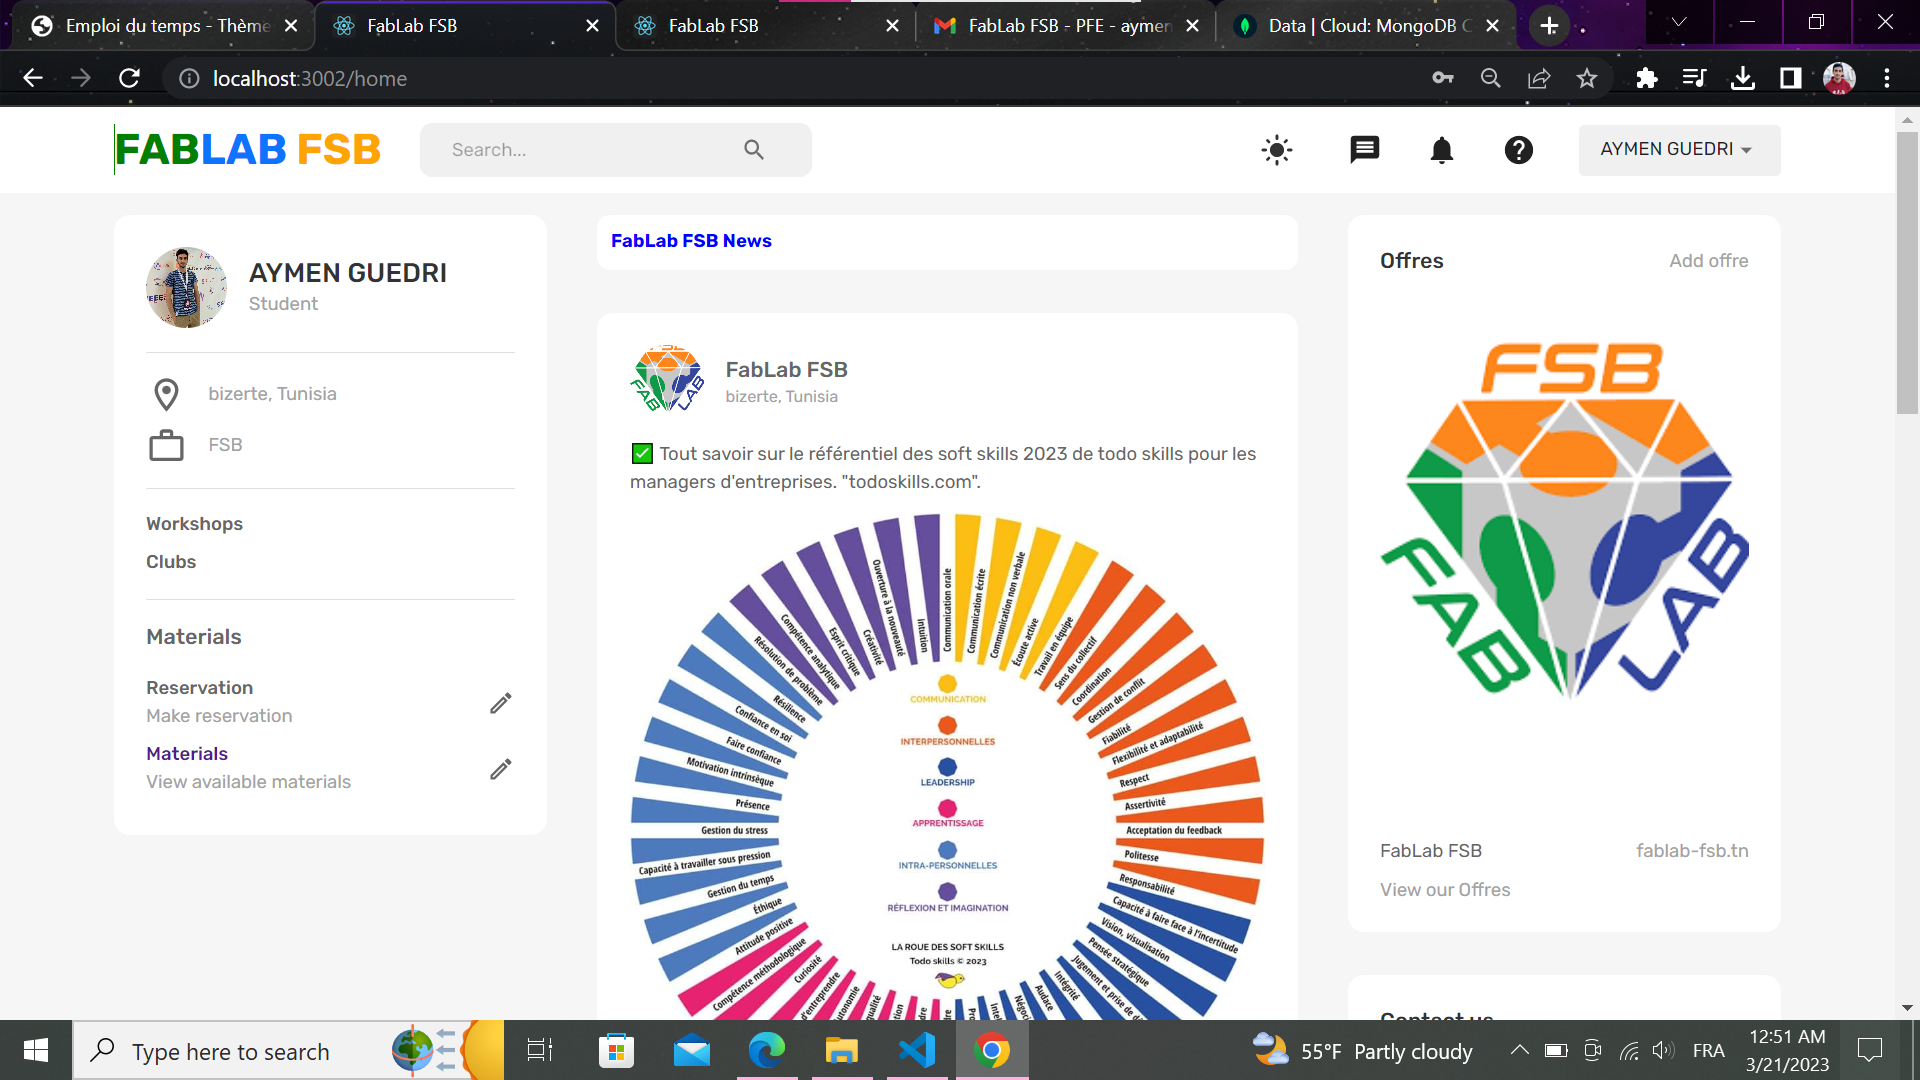 Emploi du temps - Thème
FabLab FSB
FabLab FSB
FabLab FSB - PFE - aymen
Data | Cloud: MongoDB C
localhost:3002/home
FABLAB FSB
Search...
AYMEN GUEDRI
AYMEN GUEDRI
Student
bizerte, Tunisia
FSB
Workshops
Clubs
Materials
Reservation
Make reservation
Materials
View available materials
FabLab FSB News
FabLab FSB
bizerte, Tunisia
✅ Tout savoir sur le référentiel des soft skills 2023 de todo skills pour les
managers d'entreprises. "todoskills.com".
Communication orale
Communication écrite
Communication non verbale
Écoute active
Travail en équipe
Sens du collectif
Coordination
Gestion de conflit
Fiabilité
Flexibilité et adaptabilité
Respect
Assertivité
Acceptation du feedback
Politesse
Responsabilité
Capacité à faire face à l'incertitude
Vision, visualisation
Pensée stratégique
Jugement et prise de dé
Intégrité
Audace
Négoci
Intel
Pro
Curiosité
Compétence méthodologique
Attitude positive
Éthique
Gestion du temps
Capacité à travailler sous pression
Gestion du stress
Présence
Motivation intrinsèque
Faire confiance
Confiance en soi
Résilience
Résolution de problème
Compétence analytique
Esprit critique
Créativité
Ouverture à la nouveauté
Intuition
COMMUNICATION
INTERPERSONNELLES
LEADERSHIP
APPRENTISSAGE
INTRA-PERSONNELLES
RÉFLEXION ET IMAGINATION
LA ROUE DES SOFT SKILLS
Todo skills © 2023
Offres
Add offre
FSB
FAB
LAB
FabLab FSB
fablab-fsb.tn
View our Offres
Contact us
Type here to search
55°F Partly cloudy
FRA
12:51 AM
3/21/2023